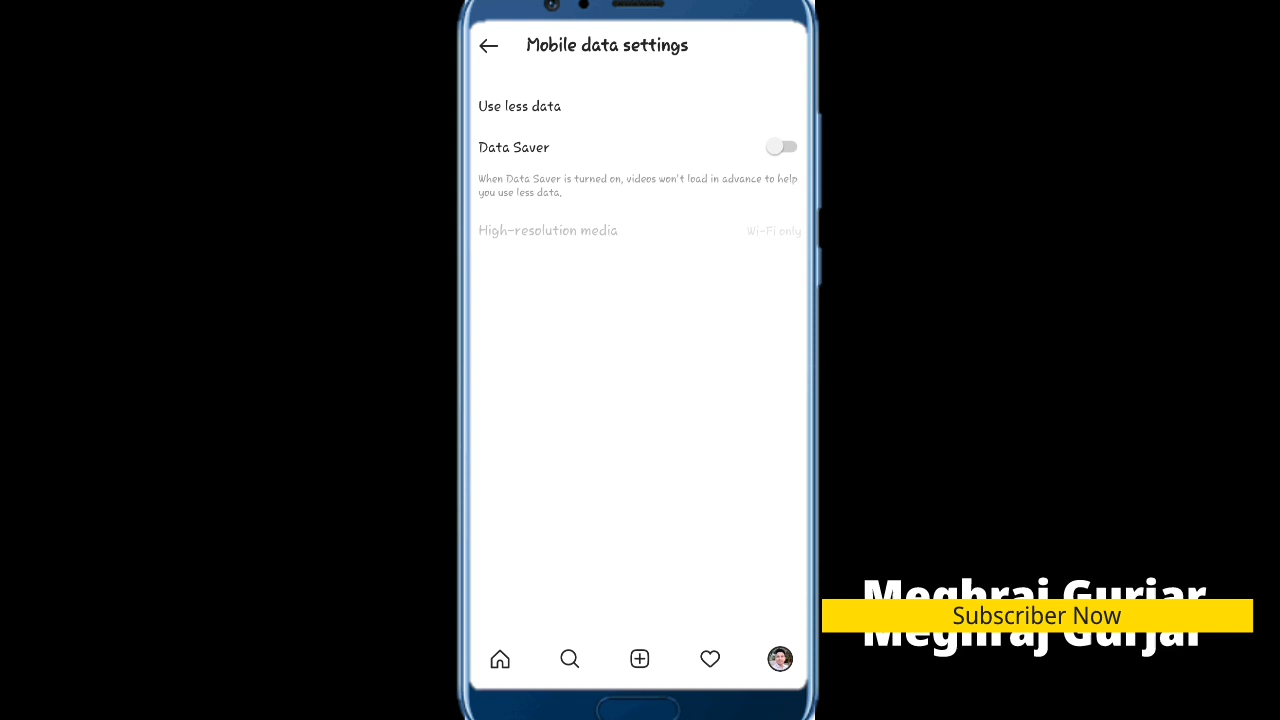 Mobile data settings
Use less data
Data Saver
When Data Saver is turned on, videos won't load in advance to help
you use less data.
High-resolution media
Wi-Fi only
Meghraj Gurjar
Subscriber Now
Meghraj Gurjar